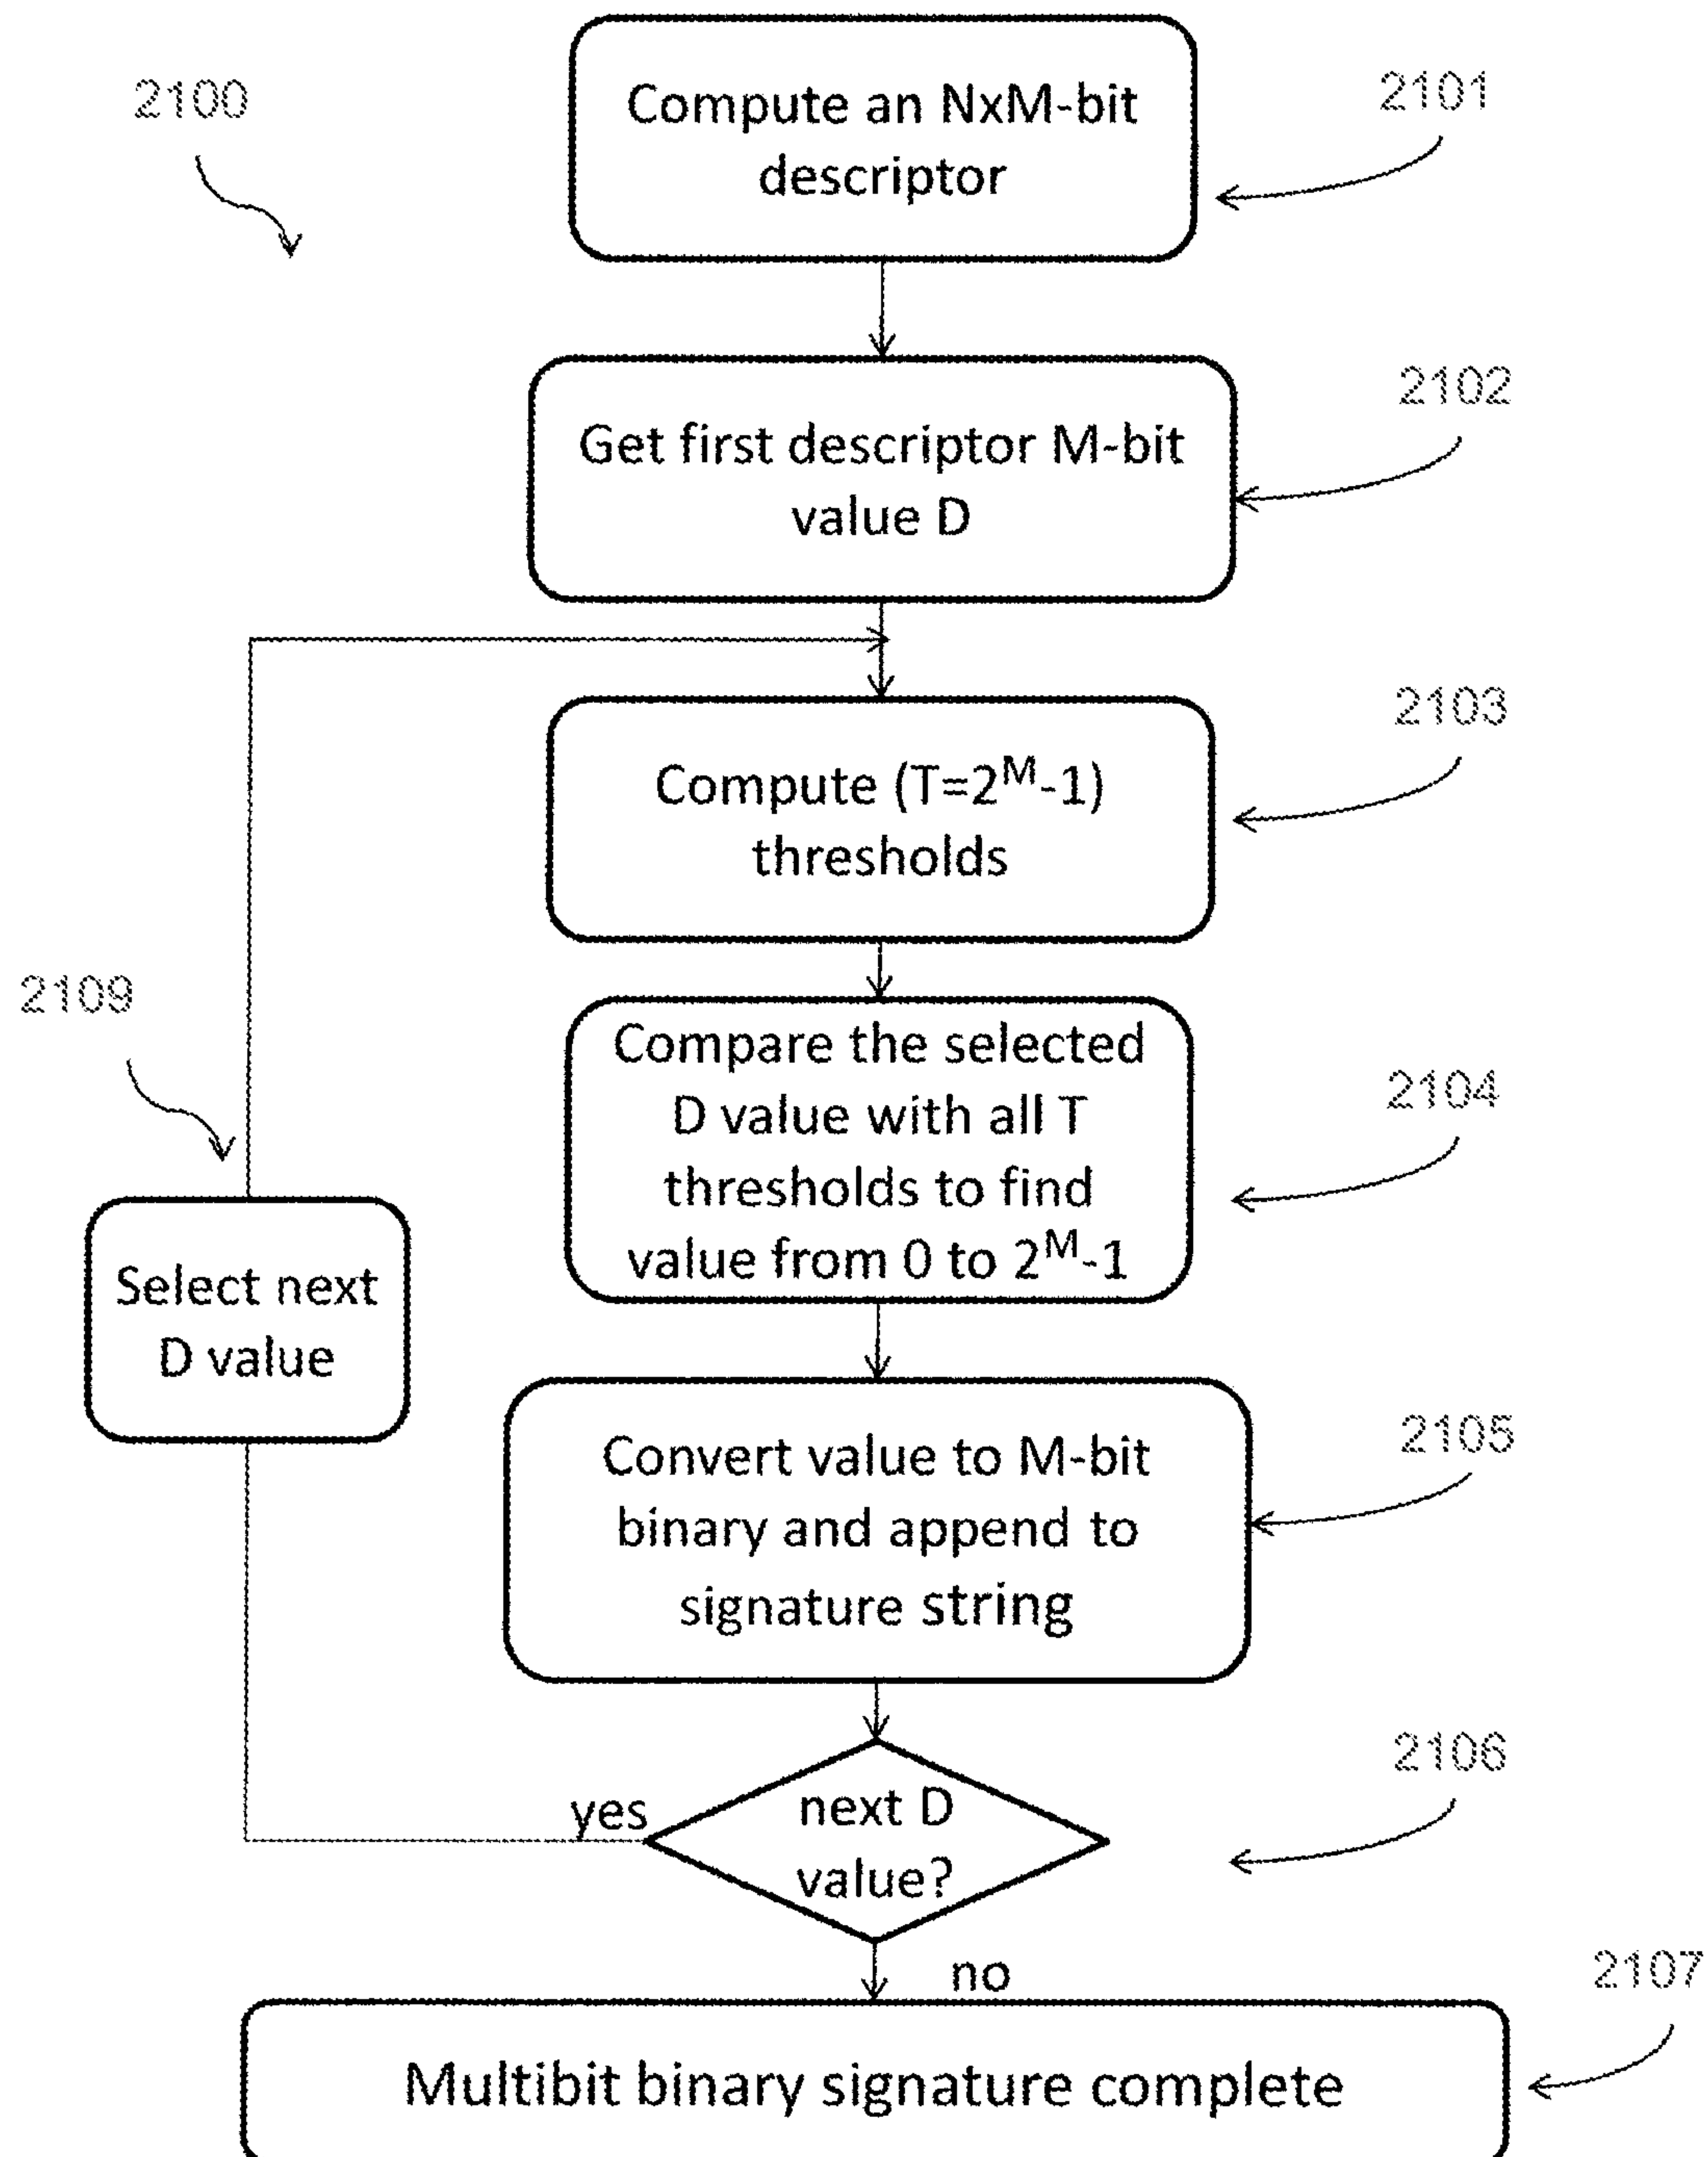 2100
2101
Compute an NxM-bit
descriptor
2102
Get first descriptor M-bit
value D
2103
Compute (T=2^M-1)
thresholds
2109
2104
Compare the selected
D value with all T
thresholds to find
value from 0 to 2^M-1
Select next
D value
2105
Convert value to M-bit
binary and append to
signature string
2106
yes
next D
value?
no
2107
Multibit binary signature complete